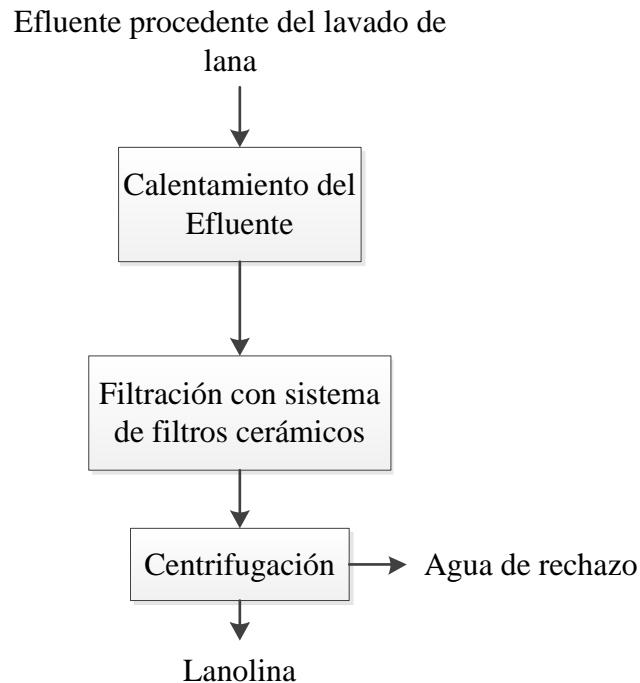 Efluente procedente del lavado de
lana
Calentamiento del
Efluente
Filtración con sistema
de filtros cerámicos
Centrifugación
Agua de rechazo
Lanolina